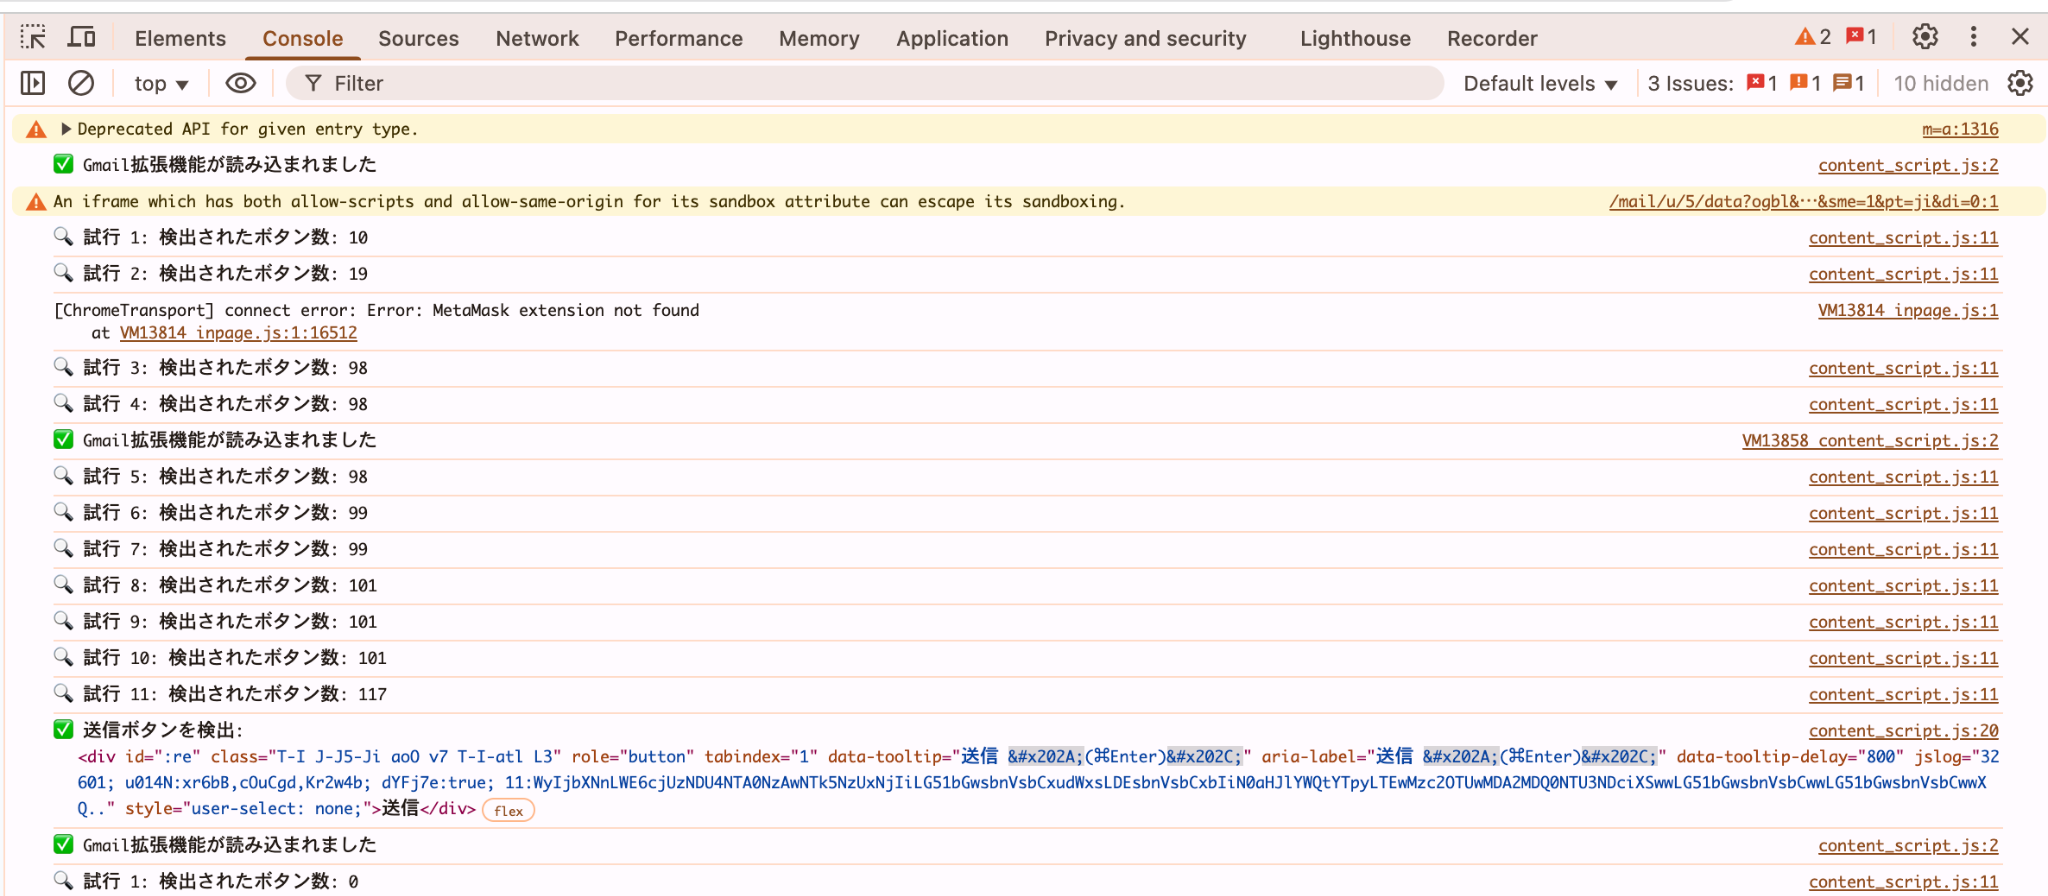 Elements Console Sources Network Performance Memory Application Privacy and security Lighthouse Recorder 2 1
top Filter Default levels 3 Issues: 1 1 1 10 hidden
Deprecated API for given entry type. m=a:1316
✅ Gmail拡張機能が読み込まれました content_script.js:2
An iframe which has both allow-scripts and allow-same-origin for its sandbox attribute can escape its sandboxing. /mail/u/5/data?ogbl&…&sme=1&pt=ji&di=0:1
🔍 試行 1: 検出されたボタン数: 10 content_script.js:11
🔍 試行 2: 検出されたボタン数: 19 content_script.js:11
[ChromeTransport] connect error: Error: MetaMask extension not found VM13814 inpage.js:1
at VM13814 inpage.js:1:16512
🔍 試行 3: 検出されたボタン数: 98 content_script.js:11
🔍 試行 4: 検出されたボタン数: 98 content_script.js:11
✅ Gmail拡張機能が読み込まれました VM13858 content_script.js:2
🔍 試行 5: 検出されたボタン数: 98 content_script.js:11
🔍 試行 6: 検出されたボタン数: 99 content_script.js:11
🔍 試行 7: 検出されたボタン数: 99 content_script.js:11
🔍 試行 8: 検出されたボタン数: 101 content_script.js:11
🔍 試行 9: 検出されたボタン数: 101 content_script.js:11
🔍 試行 10: 検出されたボタン数: 101 content_script.js:11
🔍 試行 11: 検出されたボタン数: 117 content_script.js:11
✅ 送信ボタンを検出: content_script.js:20
<div id=":re" class="T-I J-J5-Ji aoO v7 T-I-atl L3" role="button" tabindex="1" data-tooltip="送信 &#x202A;(⌘Enter)&#x202C;" aria-label="送信 &#x202A;(⌘Enter)&#x202C;" data-tooltip-delay="800" jslog="32
601; u014N:xr6bB,cOuCgd,Kr2w4b; dYFj7e:true; 11:WyIjbXNnLWE6cjUzNDU4NTA0NzAwNTk5NzUxNjIiLG51bGwsbnVsbCxudWxsLDEsbnVsbCxbIiN0aHJlYWQtYTpyLTEwMzc2OTUwMDA2MDQ0NTU3NDciXSwwLG51bGwsbnVsbCwwLG51bGwsbnVsbCwwX
Q.." style="user-select: none;">送信</div> flex
✅ Gmail拡張機能が読み込まれました content_script.js:2
🔍 試行 1: 検出されたボタン数: 0 content_script.js:11